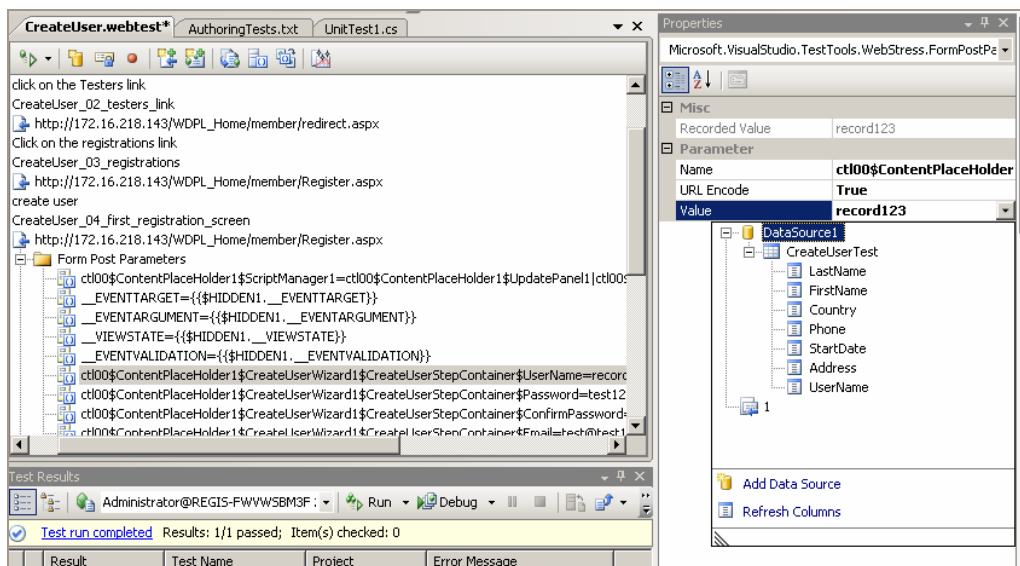 CreateUser.webtest* AuthoringTests.txt UnitTest1.cs
click on the Testers link
CreateUser_02_testers_link
http://172.16.218.143/WDPL_Home/member/redirect.aspx
Click on the registrations link
CreateUser_03_registrations
http://172.16.218.143/WDPL_Home/member/Register.aspx
create user
CreateUser_04_first_registration_screen
http://172.16.218.143/WDPL_Home/member/Register.aspx
Form Post Parameters
ctl00$ContentPlaceHolder1$ScriptManager1=ctl00$ContentPlaceHolder1$UpdatePanel1|ctl00$
__EVENTTARGET={{$HIDDEN1.__EVENTTARGET}}
__EVENTARGUMENT={{$HIDDEN1.__EVENTARGUMENT}}
__VIEWSTATE={{$HIDDEN1.__VIEWSTATE}}
__EVENTVALIDATION={{$HIDDEN1.__EVENTVALIDATION}}
ctl00$ContentPlaceHolder1$CreateUserWizard1$CreateUserStepContainer$UserName=record
ctl00$ContentPlaceHolder1$CreateUserWizard1$CreateUserStepContainer$Password=test12
ctl00$ContentPlaceHolder1$CreateUserWizard1$CreateUserStepContainer$ConfirmPassword=
ctl00$ContentPlaceHolder1$CreateUserWizard1$CreateUserStepContainer$Email=test@test1
Test Results
Administrator@REGIS-FWVWSBM3F : Run Debug
Test run completed Results: 1/1 passed; Item(s) checked: 0
Result Test Name Project Error Message
Properties
Microsoft.VisualStudio.TestTools.WebStress.FormPostPa
Misc
Recorded Value record123
Parameter
Name ctl00$ContentPlaceHolder
URL Encode True
Value record123
DataSource1
CreateUserTest
LastName
FirstName
Country
Phone
StartDate
Address
UserName
1
Add Data Source
Refresh Columns